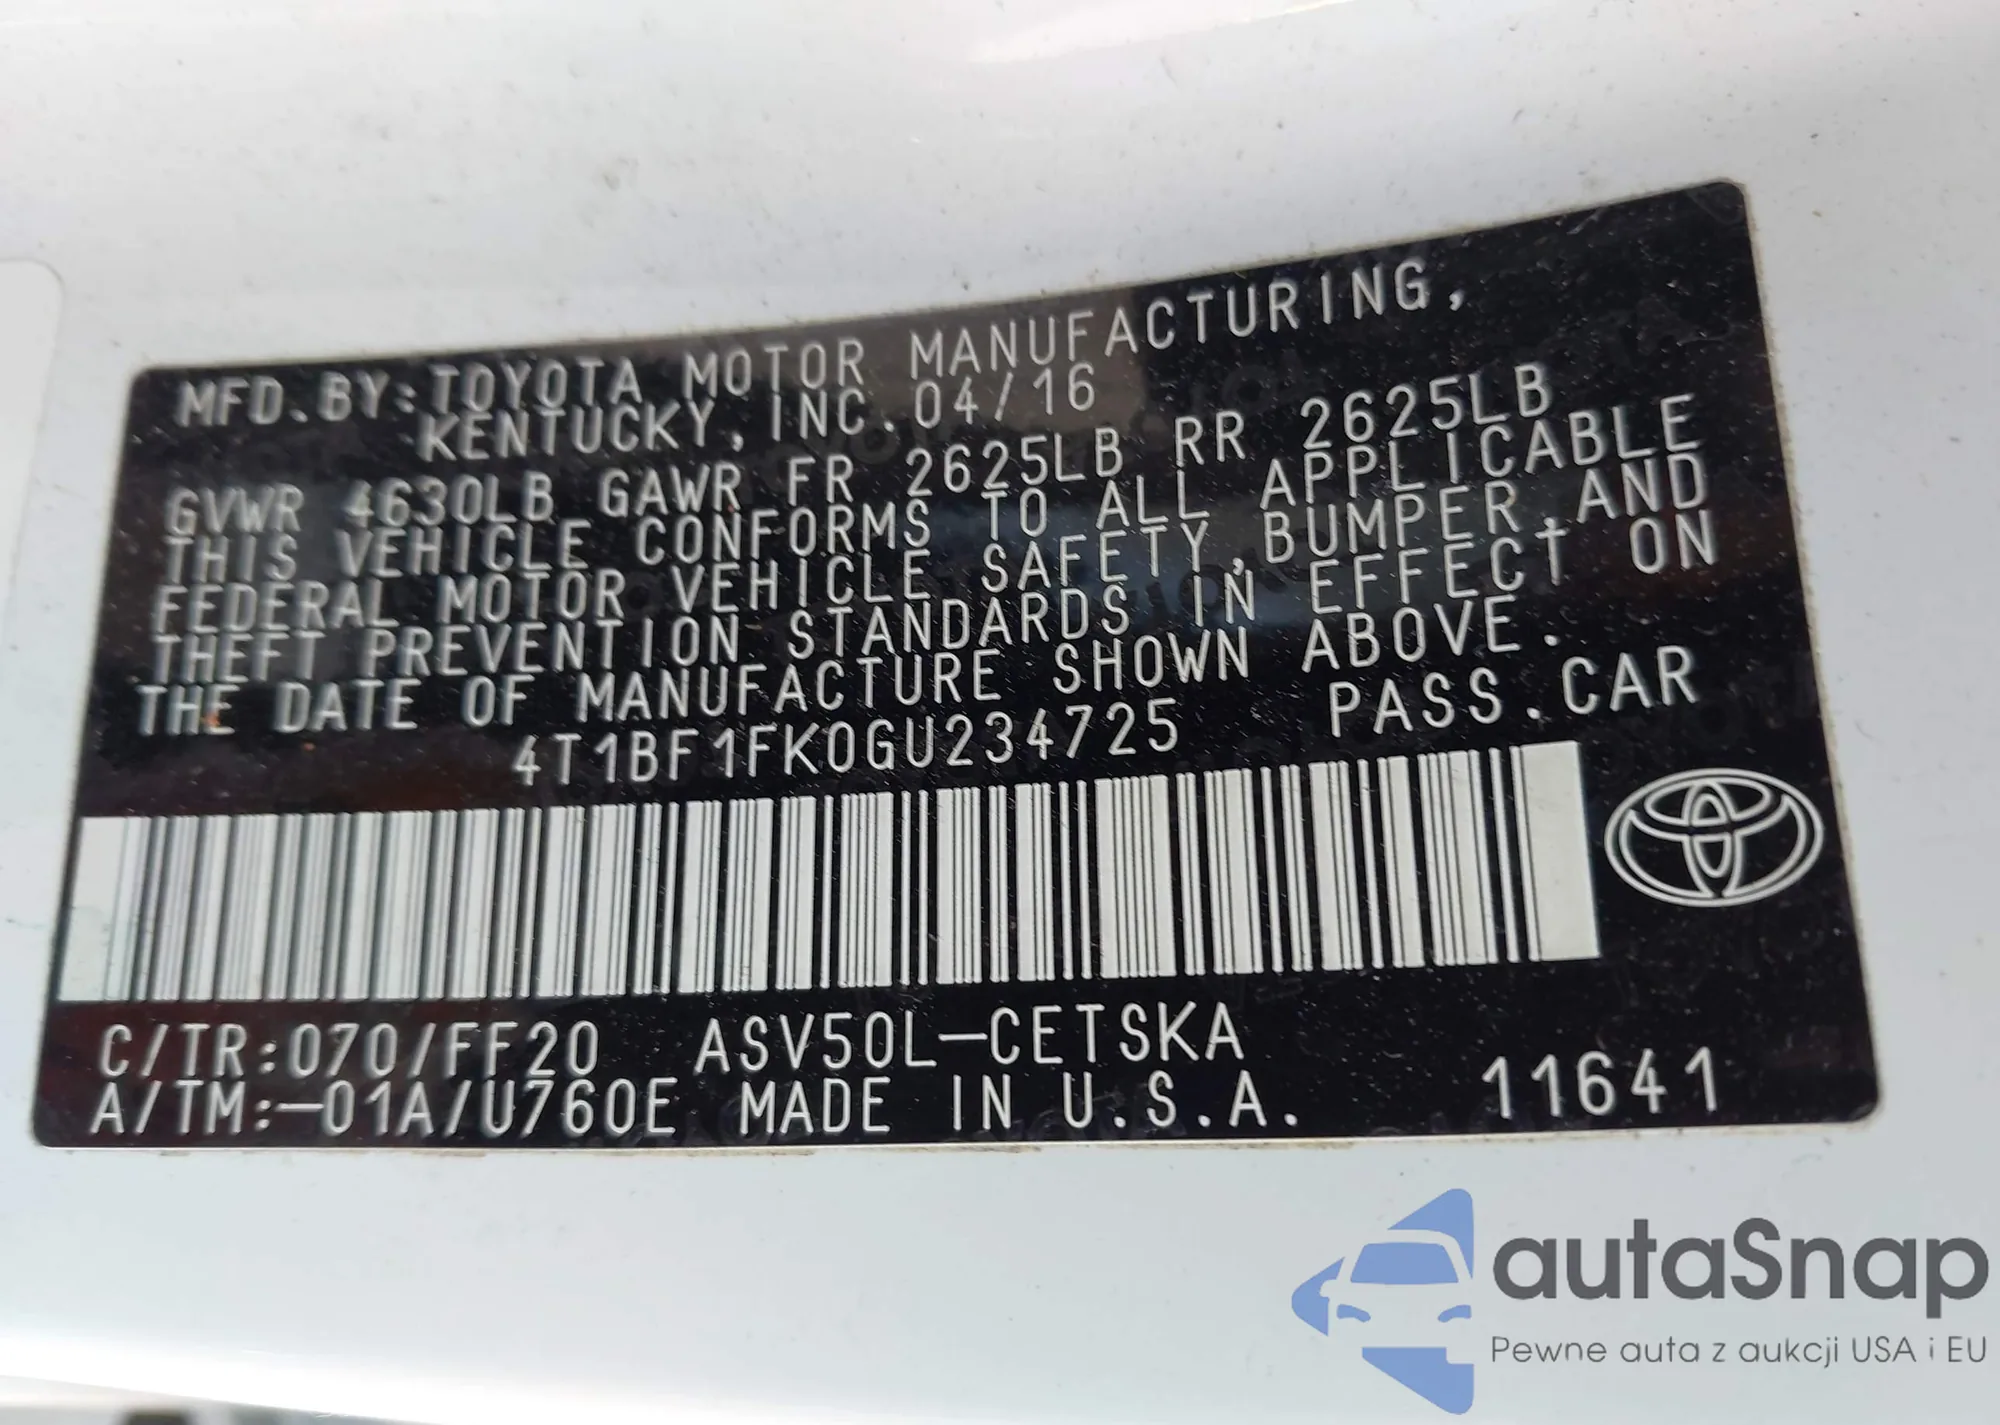 MFD.BY:TOYOTA MOTOR MANUFACTURING,
KENTUCKY, INC.04/16
GVWR 4630LB GAWR FR 2625LB RR 2625LB
THIS VEHICLE CONFORMS TO ALL APPLICABLE
FEDERAL MOTOR VEHICLE SAFETY,BUMPER,AND
THEFT PREVENTION STANDARDS IN EFFECT ON
THE DATE OF MANUFACTURE SHOWN ABOVE.
4T1BF1FK0GU234725 PASS.CAR
C/TR:070/FF20 ASV50L-CETSKA
A/TM:-01A/U760E MADE IN U.S.A. 11641
autaSnap
Pewne auta z aukcji USA i EU